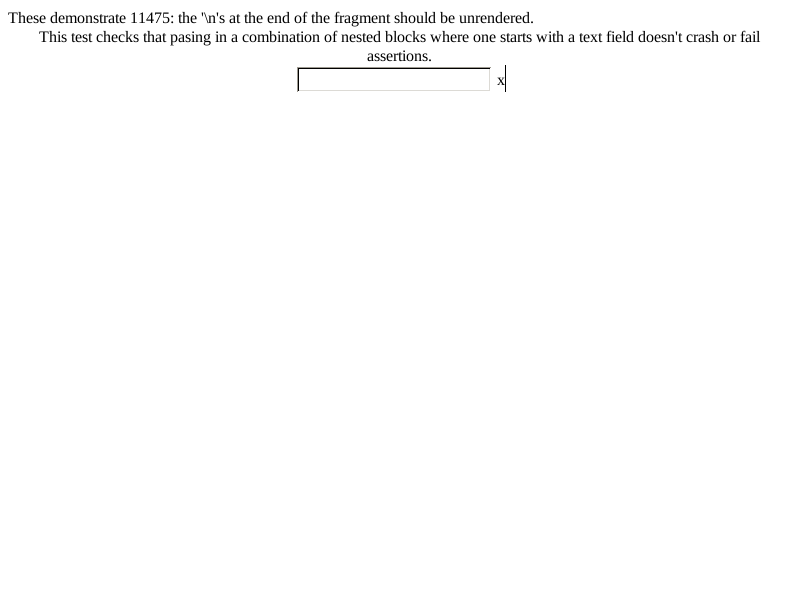 These demonstrate 11475: the '\n's at the end of the fragment should be unrendered.
This test checks that pasing in a combination of nested blocks where one starts with a text field doesn't crash or fail
assertions.
x